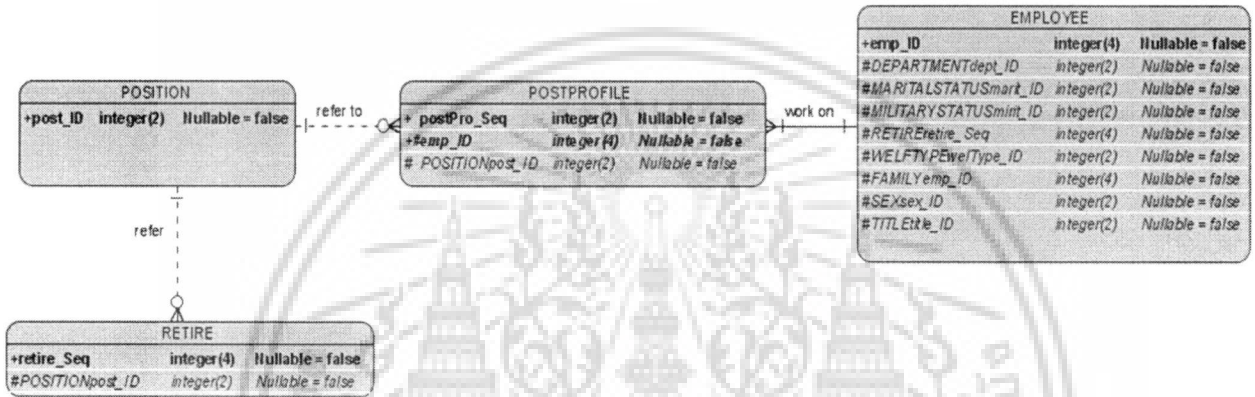 EMPLOYEE
+emp_ID integer(4) Nullable = false
#DEPARTMENTdept_ID integer(2) Nullable = false
#MARITALSTATUSmarit_ID integer(2) Nullable = false
#MILITARYSTATUSmint_ID integer(2) Nullable = false
#RETIREretire_Seq integer(4) Nullable = false
#WELFTYPEwelType_ID integer(2) Nullable = false
#FAMILYemp_ID integer(4) Nullable = false
#SEXsex_ID integer(2) Nullable = false
#TITLEtitle_ID integer(2) Nullable = false
POSITION
+post_ID integer(2) Nullable = false
refer to
POSTPROFILE
+ postPro_Seq integer(2) Nullable = false
+#emp_ID integer(4) Nullable = false
# POSITIONpost_ID integer(2) Nullable = false
work on
refer
RETIRE
+retire_Seq integer(4) Nullable = false
#POSITIONpost_ID integer(2) Nullable = false